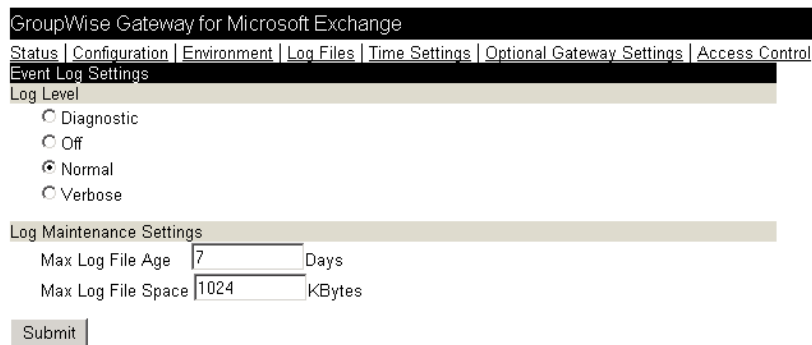 GroupWise Gateway for Microsoft Exchange
Status | Configuration | Environment | Log Files | Time Settings | Optional Gateway Settings | Access Control
Event Log Settings
Log Level
Diagnostic
Off
Normal
Verbose
Log Maintenance Settings
Max Log File Age 7 Days
Max Log File Space 1024 KBytes
Submit